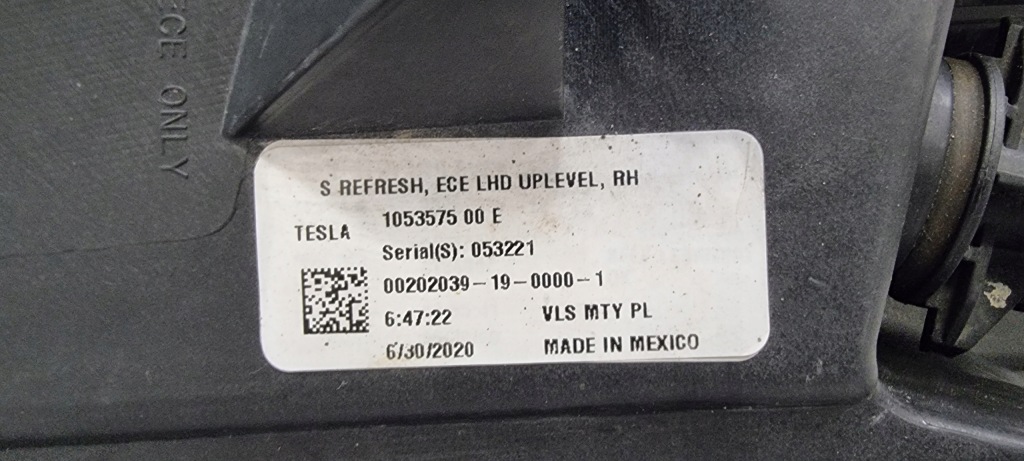 ECE ONLY
S REFRESH, ECE LHD UPLEVEL, RH
TESLA
1053575 00 E
Serial(S): 053221
00202039-19-0000-1
6:47:22 VLS MTY PL
6/30/2020 MADE IN MEXICO